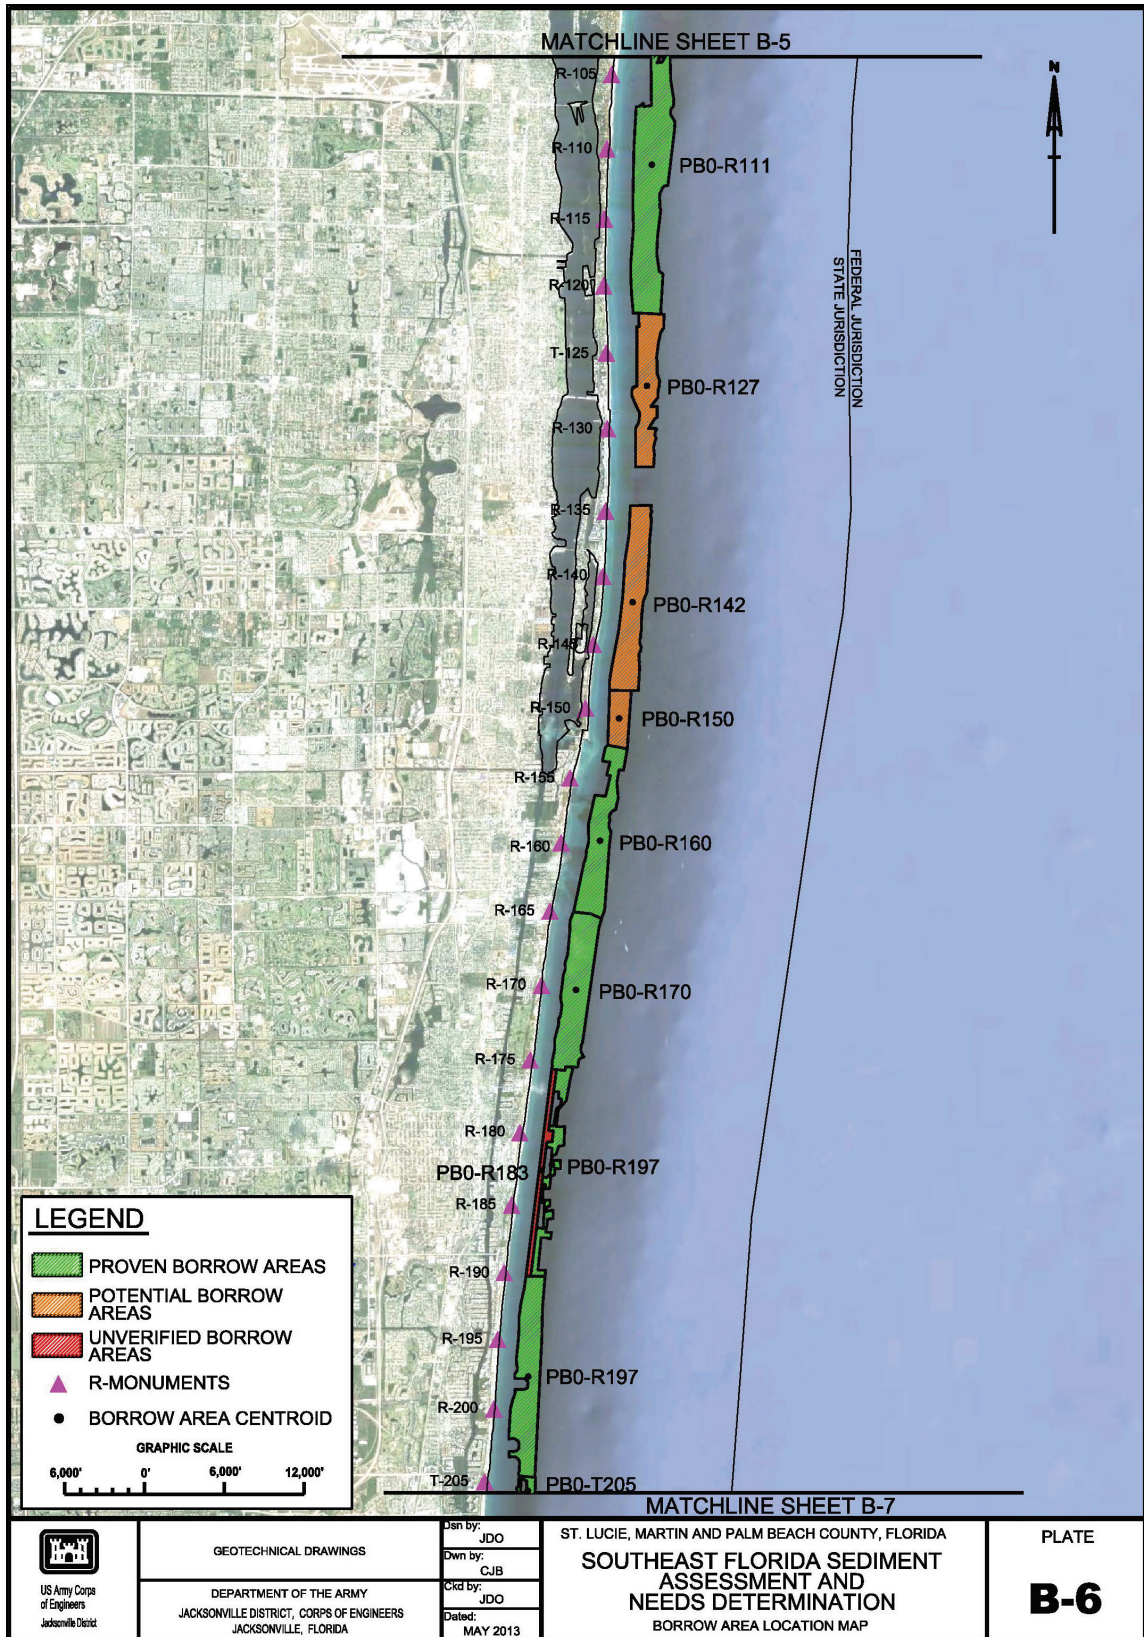 MATCHLINE SHEET B-5
R-105
N
R-110
PB0-R111
R-115
FEDERAL JURISDICTION
STATE JURISDICTION
R-120
T-125
PB0-R127
R-130
R-135
R-140
PB0-R142
R-145
R-150
PB0-R150
R-155
R-160
PB0-R160
R-165
R-170
PB0-R170
R-175
R-180
PB0-R183
PB0-R197
R-185
R-190
R-195
PB0-R197
R-200
T-205
PB0-T205
MATCHLINE SHEET B-7
LEGEND
PROVEN BORROW AREAS
POTENTIAL BORROW
AREAS
UNVERIFIED BORROW
AREAS
R-MONUMENTS
BORROW AREA CENTROID
GRAPHIC SCALE
6,000' 0' 6,000' 12,000'
US Army Corps
of Engineers
Jacksonville District
GEOTECHNICAL DRAWINGS
DEPARTMENT OF THE ARMY
JACKSONVILLE DISTRICT, CORPS OF ENGINEERS
JACKSONVILLE, FLORIDA
Dsn by:
JDO
Dwn by:
CJB
Ckd by:
JDO
Dated:
MAY 2013
ST. LUCIE, MARTIN AND PALM BEACH COUNTY, FLORIDA
SOUTHEAST FLORIDA SEDIMENT
ASSESSMENT AND
NEEDS DETERMINATION
BORROW AREA LOCATION MAP
PLATE
B-6